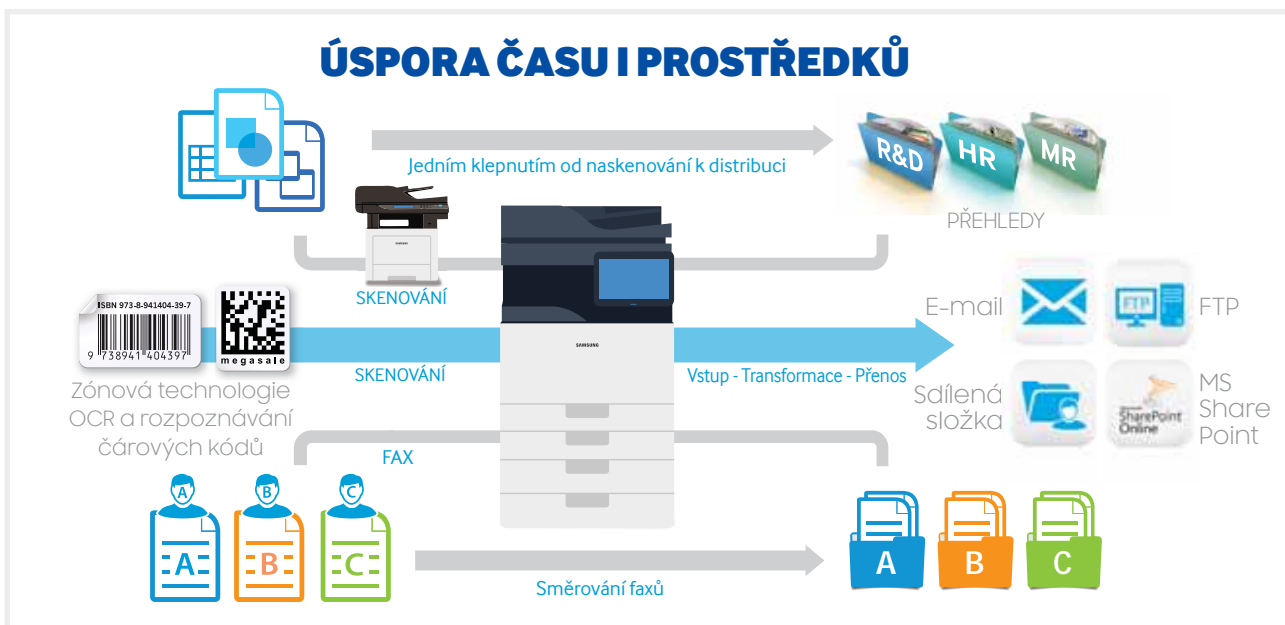 ÚSPORA ČASU I PROSTŘEDKŮ
Jedním klepnutím od naskenování k distribuci
R&D
HR
MR
PŘEHLEDY
SAMSUNG
SKENOVÁNÍ
ISBN 973-8-941404-39-7
9 738941 404397
megasale
Zónová technologie
OCR a rozpoznávání
čárových kódů
SKENOVÁNÍ
SAMSUNG
Vstup - Transformace - Přenos
E-mail
FTP
FTP
Sdílená
složka
SharePoint
Online
MS
Share
Point
FAX
A
B
C
A
B
C
Směrování faxů
A
B
C